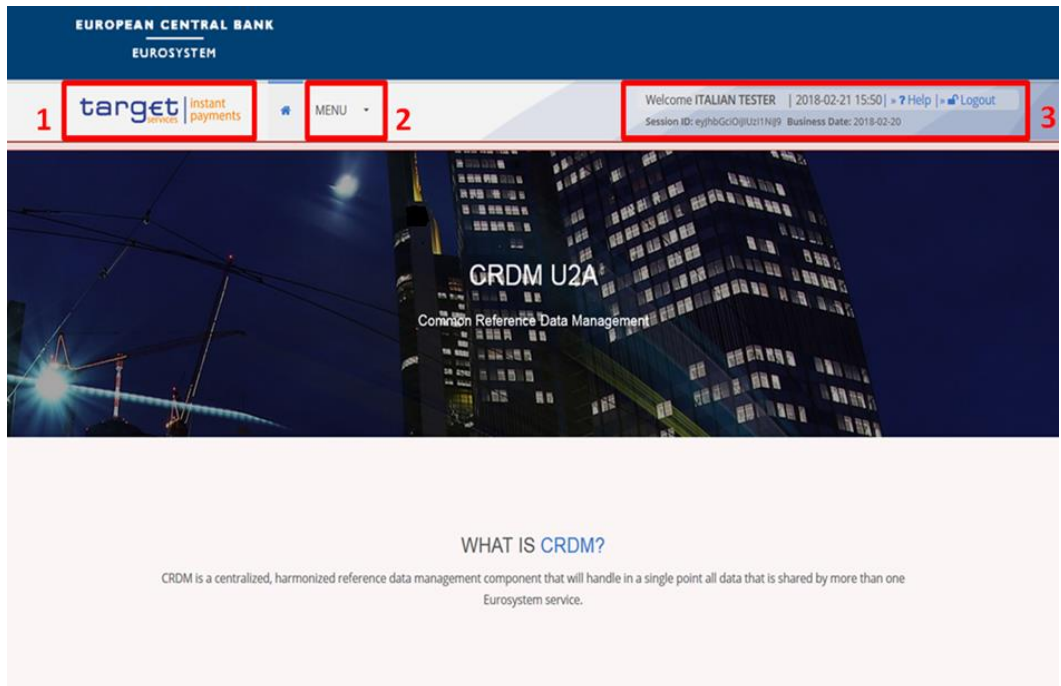 EUROPEAN CENTRAL BANK
EUROSYSTEM
1
target services | instant payments
MENU
2
Welcome ITALIAN TESTER | 2018-02-21 15:50| » ? Help |» Logout
Session ID: eyJhbGciOiJIUzI1NiJ9 Business Date: 2018-02-20
3
CRDM U2A
Common Reference Data Management
WHAT IS CRDM?
CRDM is a centralized, harmonized reference data management component that will handle in a single point all data that is shared by more than one
Eurosystem service.